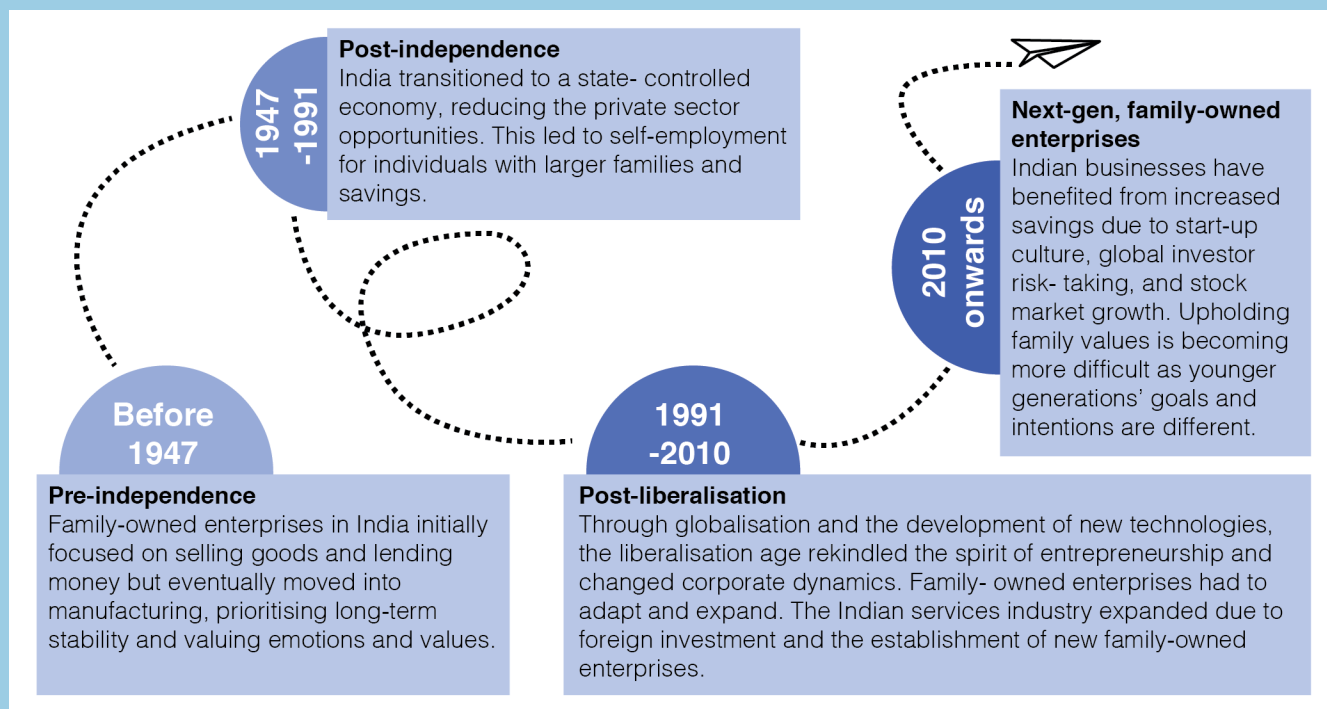 Before
1947
Pre-independence
Family-owned enterprises in India initially
focused on selling goods and lending
money but eventually moved into
manufacturing, prioritising long-term
stability and valuing emotions and values.
1947
-1991
Post-independence
India transitioned to a state- controlled
economy, reducing the private sector
opportunities. This led to self-employment
for individuals with larger families and
savings.
1991
-2010
Post-liberalisation
Through globalisation and the development of new technologies,
the liberalisation age rekindled the spirit of entrepreneurship and
changed corporate dynamics. Family- owned enterprises had to
adapt and expand. The Indian services industry expanded due to
foreign investment and the establishment of new family-owned
enterprises.
2010
onwards
Next-gen, family-owned
enterprises
Indian businesses have
benefited from increased
savings due to start-up
culture, global investor
risk- taking, and stock
market growth. Upholding
family values is becoming
more difficult as younger
generations’ goals and
intentions are different.